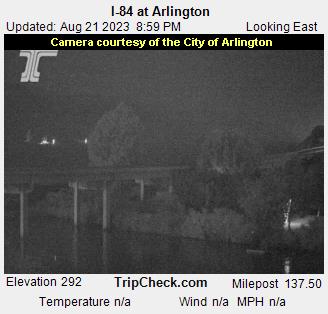 I-84 at Arlington
Updated: Aug 21 2023 8:59 PM Looking East
Camera courtesy of the City of Arlington
Elevation 292 TripCheck.com Milepost 137.50
Temperature n/a Wind n/a MPH n/a